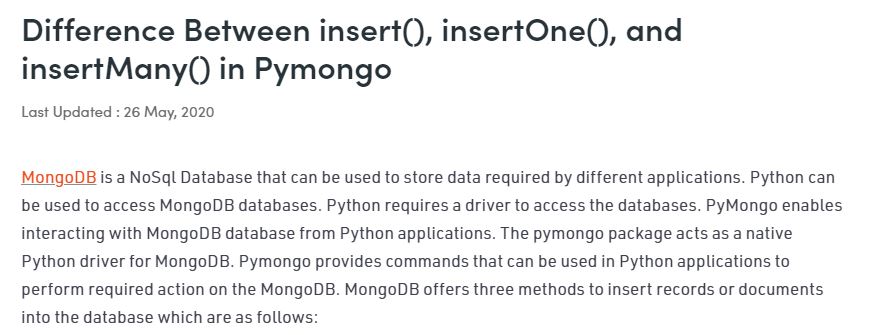 Difference Between insert(), insertOne(), and
insertMany() in Pymongo
Last Updated : 26 May, 2020
MongoDB is a NoSql Database that can be used to store data required by different applications. Python can
be used to access MongoDB databases. Python requires a driver to access the databases. PyMongo enables
interacting with MongoDB database from Python applications. The pymongo package acts as a native
Python driver for MongoDB. Pymongo provides commands that can be used in Python applications to
perform required action on the MongoDB. MongoDB offers three methods to insert records or documents
into the database which are as follows: